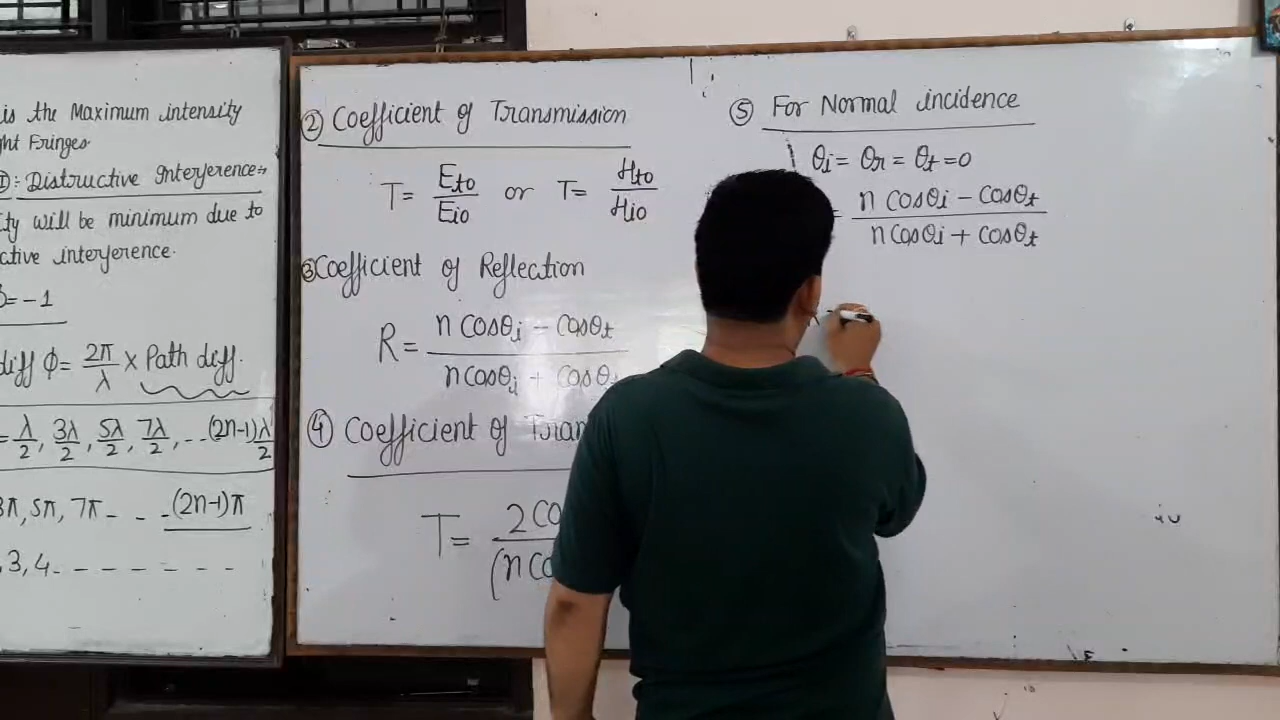 is the Maximum intensity
ght Fringes.
I): Distructive Interference:→
ty will be minimum due to
ctive interference.
= -1
diff ϕ= 2π/λ × Path diff.
= λ/2, 3λ/2, 5λ/2, 7λ/2, ... (2n-1)λ/2
3π, 5π, 7π - - - (2n-1)π
, 3, 4 - - - - - - -
② Coefficient of Transmission
T= Eto/Eio or T= Hto/Hio
③ Coefficient of Reflection
R= n cosθi - cosθt / n cosθi + cosθ
④ Coefficient of Tran
T= 2 co / (n co
⑤ For Normal incidence
θi = θr = θt = 0
= n cosθi - cosθt / n cosθi + cosθt